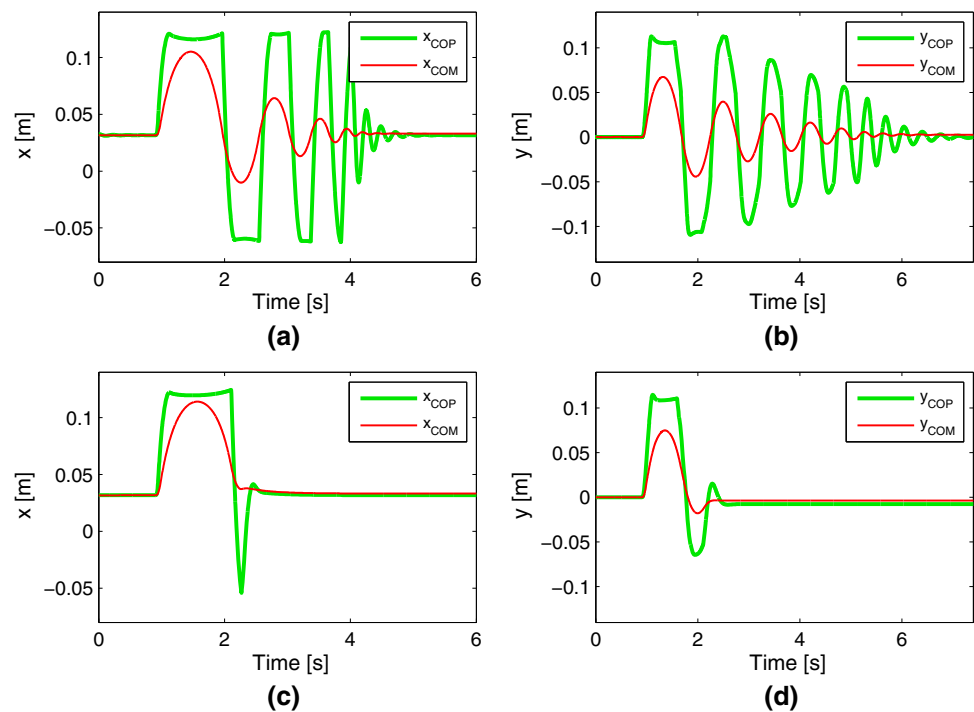 x_COP
x_COM
0.1
0.05
0
−0.05
x [m]
0
2
4
6
Time [s]
(a)
y_COP
y_COM
0.1
0.05
0
−0.05
−0.1
y [m]
0
2
4
6
Time [s]
(b)
x_COP
x_COM
0.1
0.05
0
−0.05
x [m]
0
2
4
6
Time [s]
(c)
y_COP
y_COM
0.1
0.05
0
−0.05
−0.1
y [m]
0
2
4
6
Time [s]
(d)